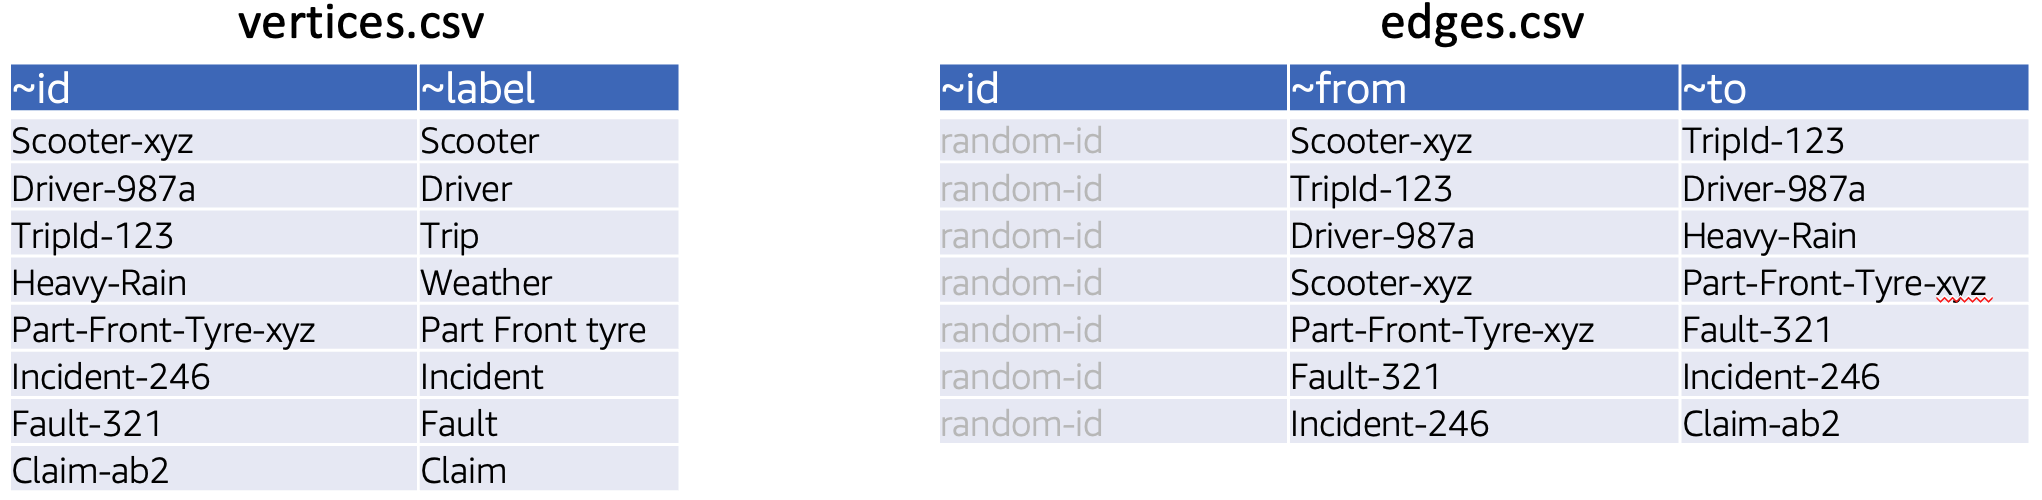 vertices.csv
~id ~label
Scooter-xyz Scooter
Driver-987a Driver
TripId-123 Trip
Heavy-Rain Weather
Part-Front-Tyre-xyz Part Front tyre
Incident-246 Incident
Fault-321 Fault
Claim-ab2 Claim
edges.csv
~id ~from ~to
random-id Scooter-xyz TripId-123
random-id TripId-123 Driver-987a
random-id Driver-987a Heavy-Rain
random-id Scooter-xyz Part-Front-Tyre-xyz
random-id Part-Front-Tyre-xyz Fault-321
random-id Fault-321 Incident-246
random-id Incident-246 Claim-ab2